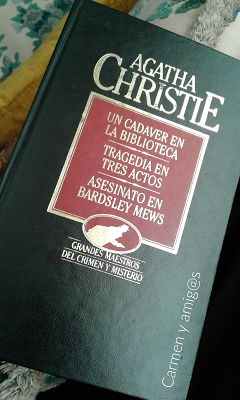 AGATHA
CHRISTIE
UN CADAVER EN
LA BIBLIOTECA
TRAGEDIA EN
TRES ACTOS
ASESINATO EN
BARDSLEY MEWS
GRANDES MAESTROS
DEL CRIMEN Y MISTERIO
Carmen y amig@s